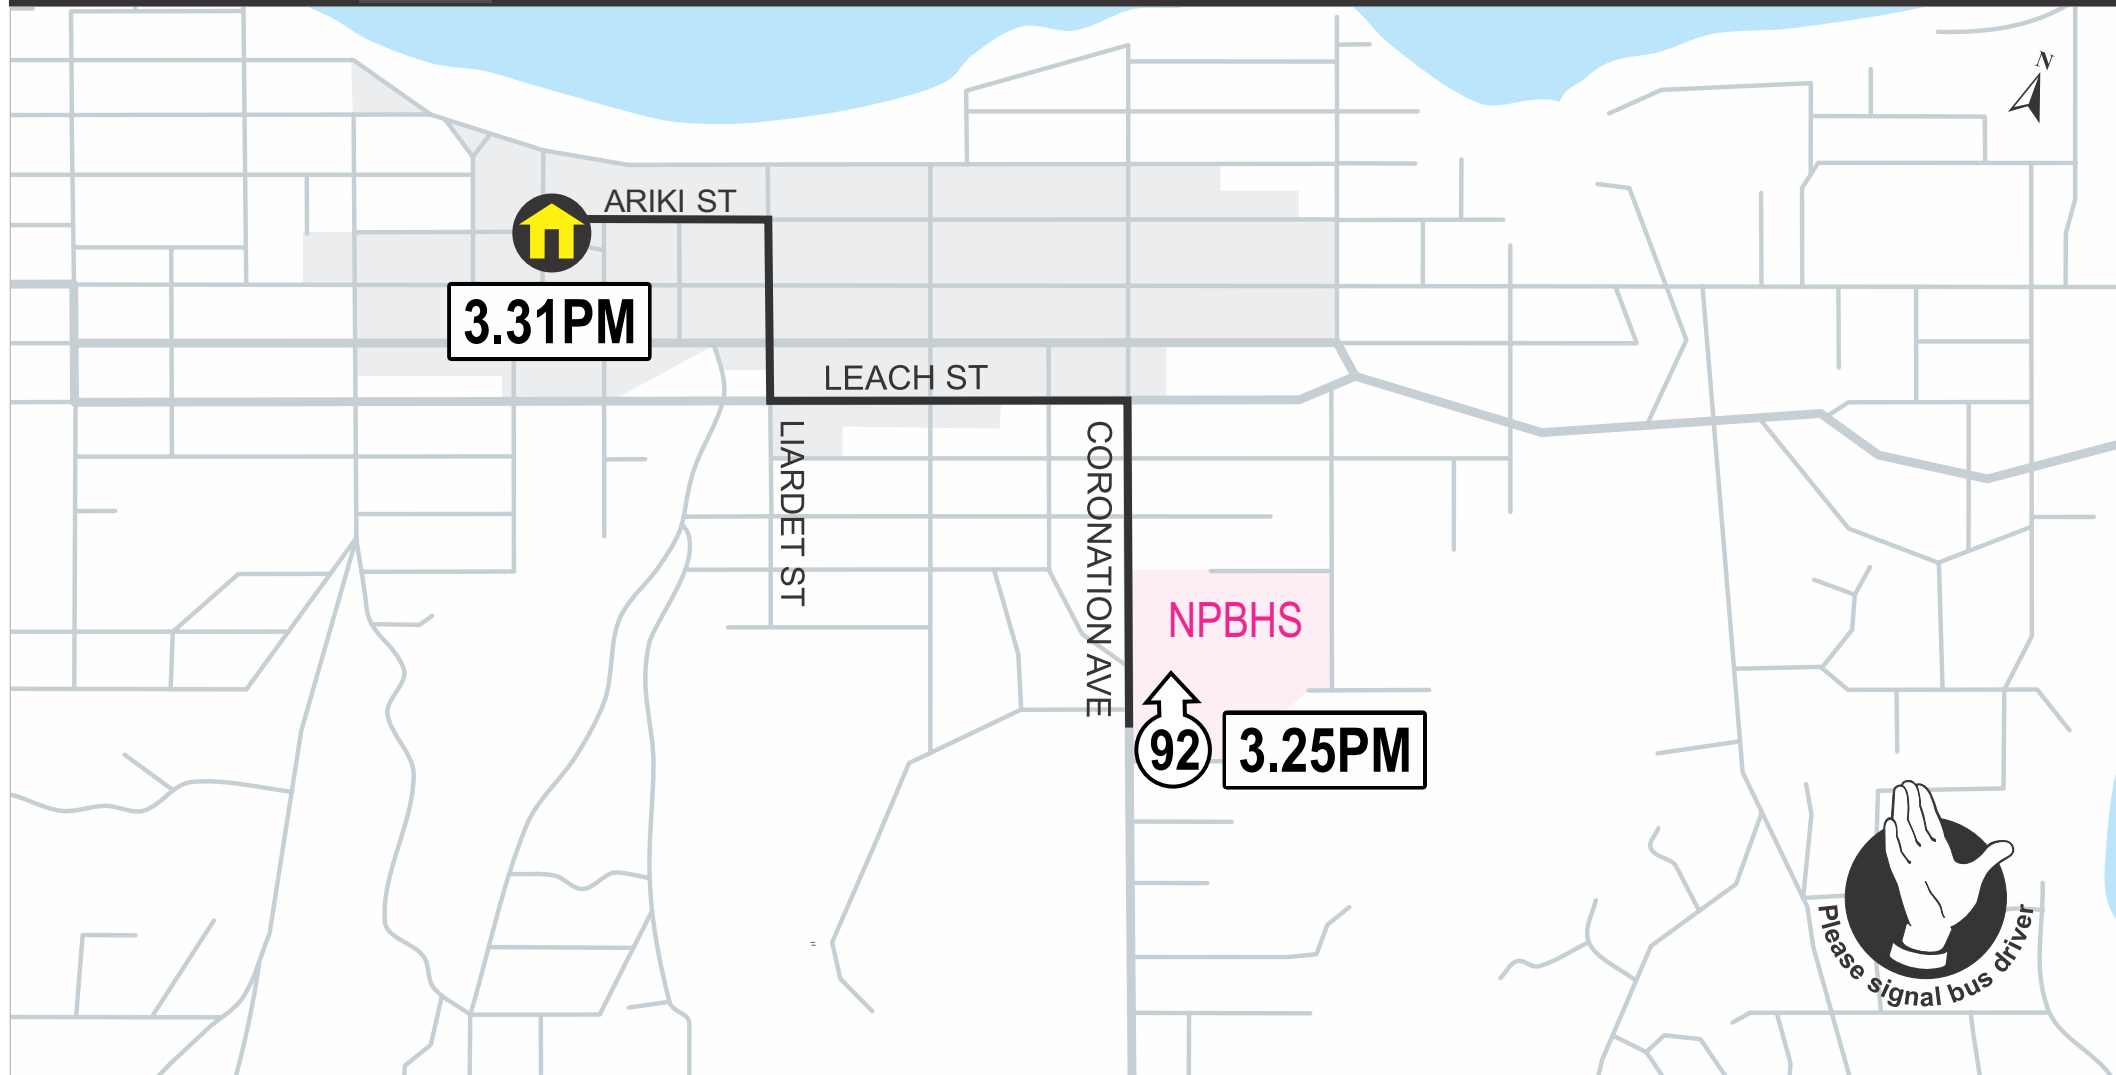 N
ARIKI ST
3.31PM
LEACH ST
LIARDET ST
CORONATION AVE
NPBHS
92
3.25PM
Please signal bus driver